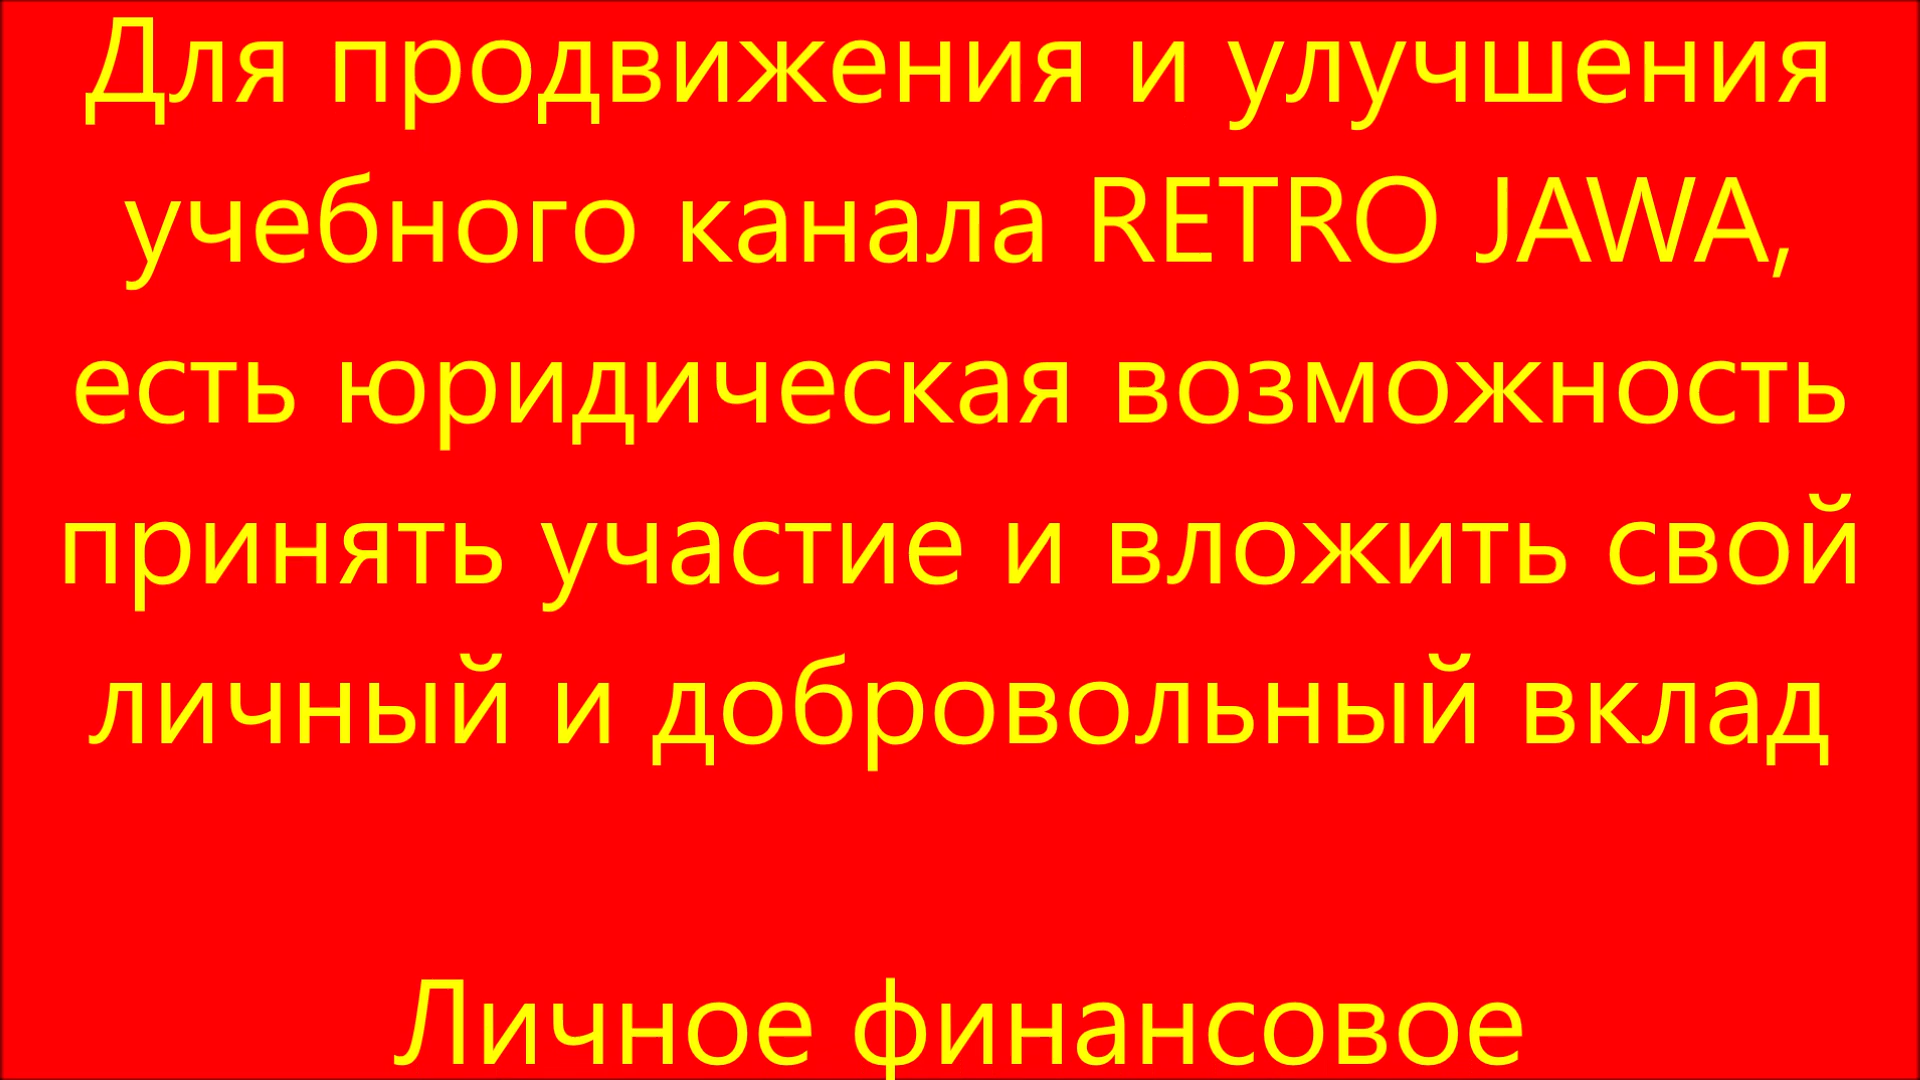 Для продвижения и улучшения
учебного канала RETRO JAWA,
есть юридическая возможность
принять участие и вложить свой
личный и добровольный вклад
Личное финансовое